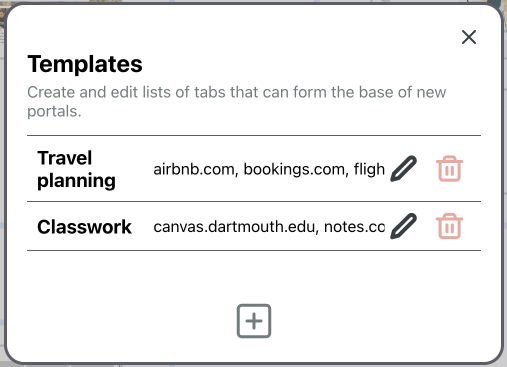 Templates
Create and edit lists of tabs that can form the base of new
portals.
Travel
planning
airbnb.com, bookings.com, fligh
Classwork
canvas.dartmouth.edu, notes.co